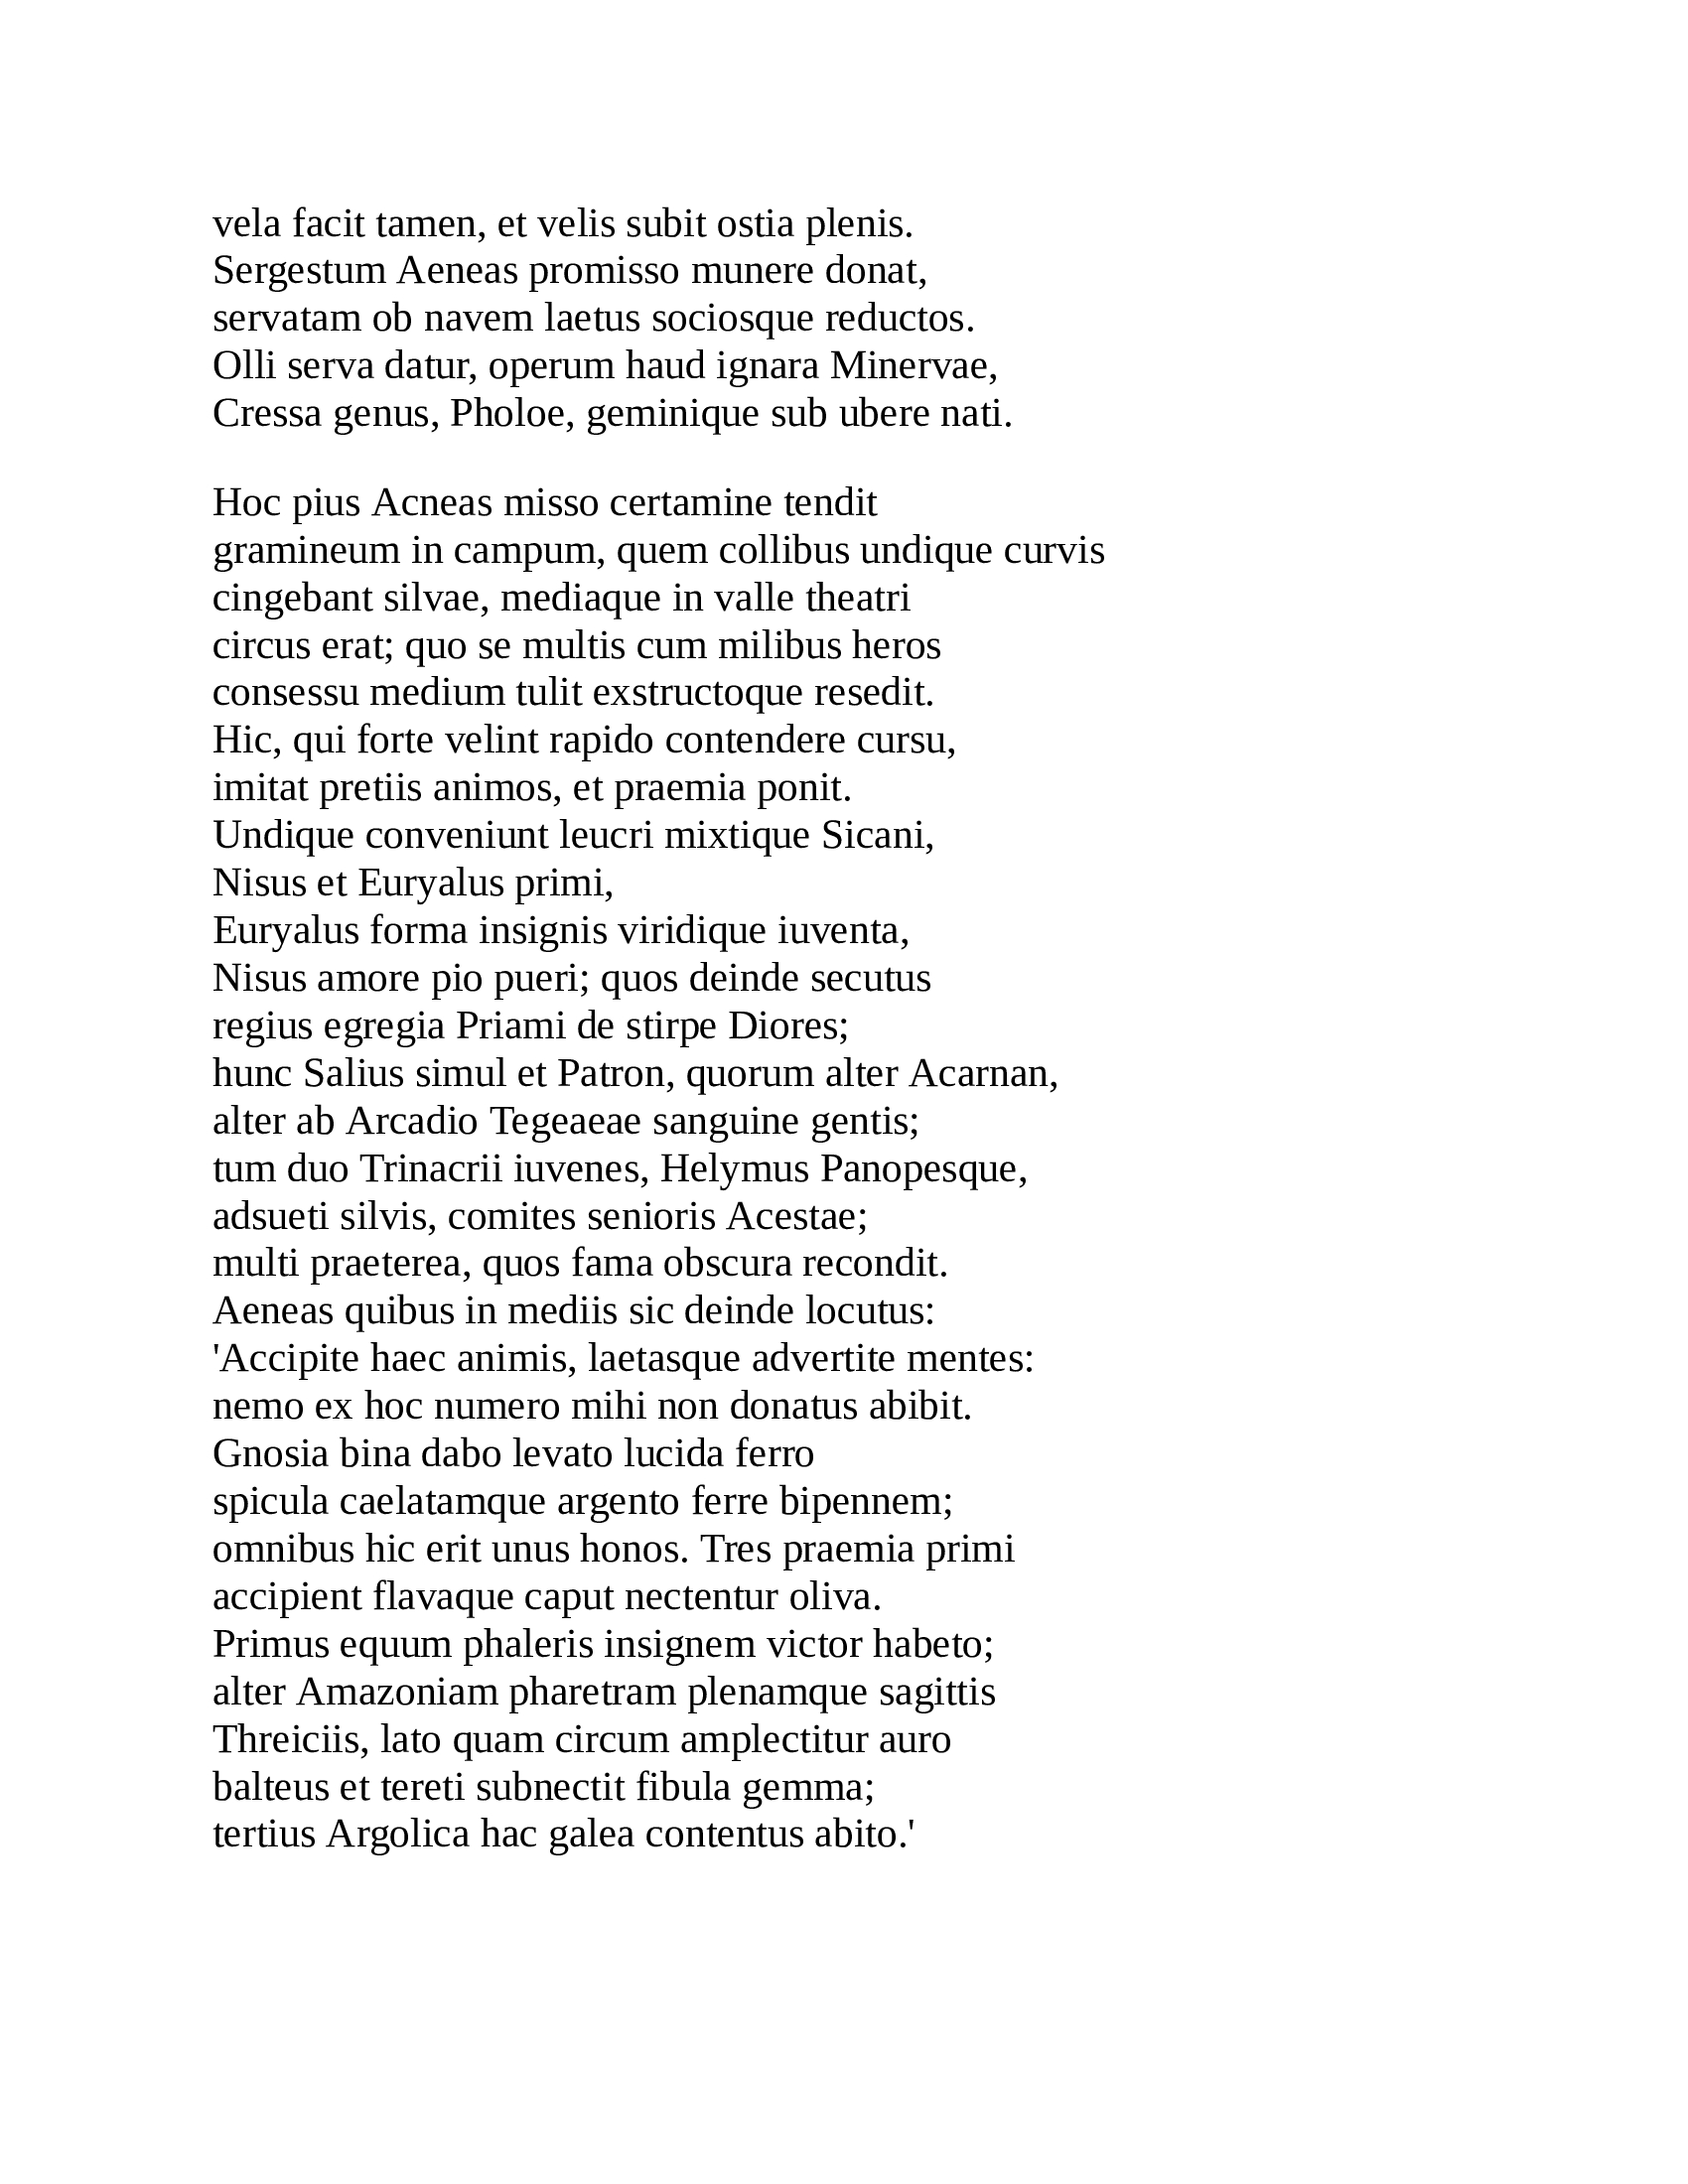 vela facit tamen, et velis subit ostia plenis.
Sergestum Aeneas promisso munere donat,
servatam ob navem laetus sociosque reductos.
Olli serva datur, operum haud ignara Minervae,
Cressa genus, Pholoe, geminique sub ubere nati.

Hoc pius Acneas misso certamine tendit
gramineum in campum, quem collibus undique curvis
cingebant silvae, mediaque in valle theatri
circus erat; quo se multis cum milibus heros
consessu medium tulit exstructoque resedit.
Hic, qui forte velint rapido contendere cursu,
imitat pretiis animos, et praemia ponit.
Undique conveniunt leucri mixtique Sicani,
Nisus et Euryalus primi,
Euryalus forma insignis viridique iuventa,
Nisus amore pio pueri; quos deinde secutus
regius egregia Priami de stirpe Diores;
hunc Salius simul et Patron, quorum alter Acarnan,
alter ab Arcadio Tegeaeae sanguine gentis;
tum duo Trinacrii iuvenes, Helymus Panopesque,
adsueti silvis, comites senioris Acestae;
multi praeterea, quos fama obscura recondit.
Aeneas quibus in mediis sic deinde locutus:
'Accipite haec animis, laetasque advertite mentes:
nemo ex hoc numero mihi non donatus abibit.
Gnosia bina dabo levato lucida ferro
spicula caelatamque argento ferre bipennem;
omnibus hic erit unus honos. Tres praemia primi
accipient flavaque caput nectentur oliva.
Primus equum phaleris insignem victor habeto;
alter Amazoniam pharetram plenamque sagittis
Threiciis, lato quam circum amplectitur auro
balteus et tereti subnectit fibula gemma;
tertius Argolica hac galea contentus abito.'